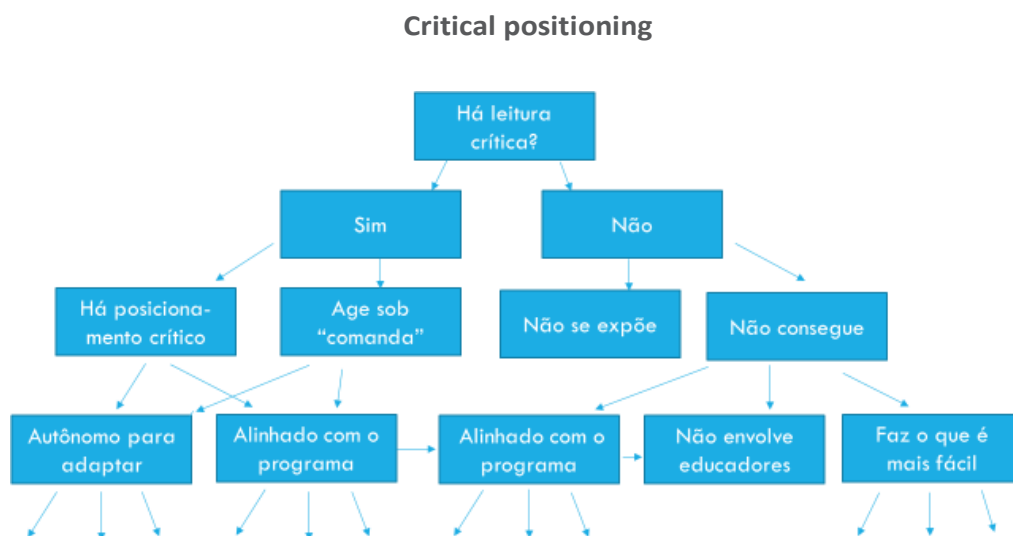 Critical positioning
Há leitura
crítica?
Sim
Não
Há posiciona-
mento crítico
Age sob
“comanda”
Não se expõe
Não consegue
Autônomo para
adaptar
Alinhado com o
programa
Alinhado com o
programa
Não envolve
educadores
Faz o que é
mais fácil